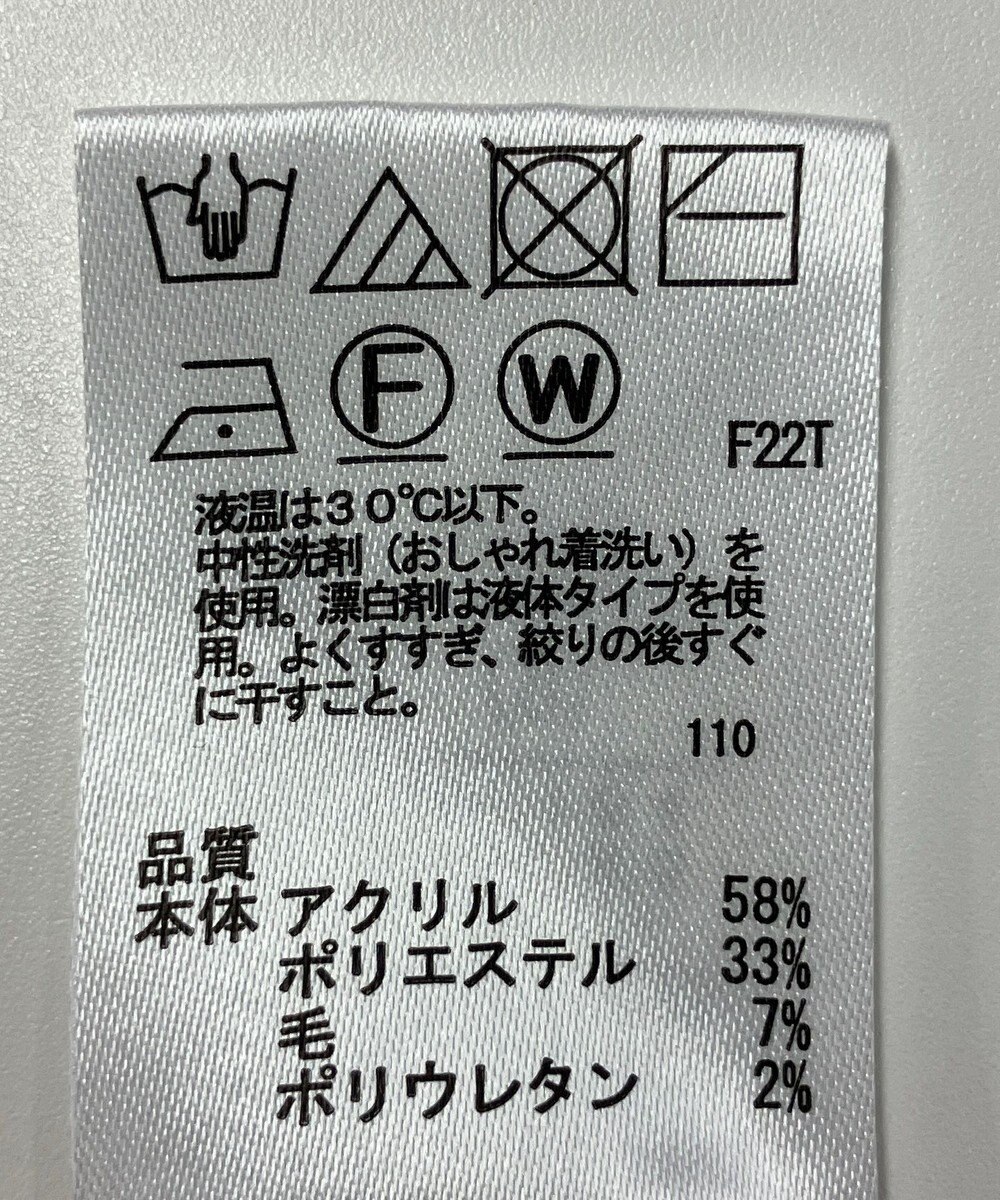 F W F22T
液温は30℃以下。
中性洗剤（おしゃれ着洗い）を
使用。漂白剤は液体タイプを使
用。よくすすぎ、絞りの後すぐ
に干すこと。
110
品質
本体 アクリル 58%
ポリエステル 33%
毛 7%
ポリウレタン 2%